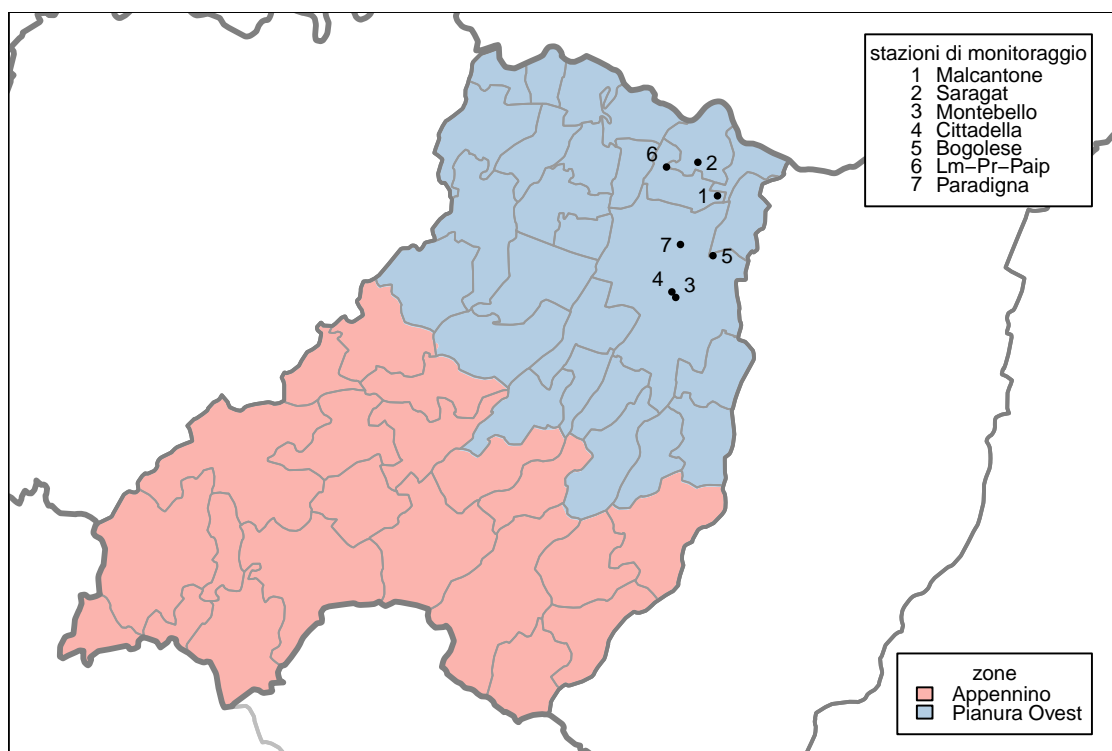 stazioni di monitoraggio
1 Malcantone
2 Saragat
3 Montebello
4 Cittadella
5 Bogolese
6 Lm−Pr−Paip
7 Paradigna
6
2
1
7
5
4
3
zone
Appennino
Pianura Ovest